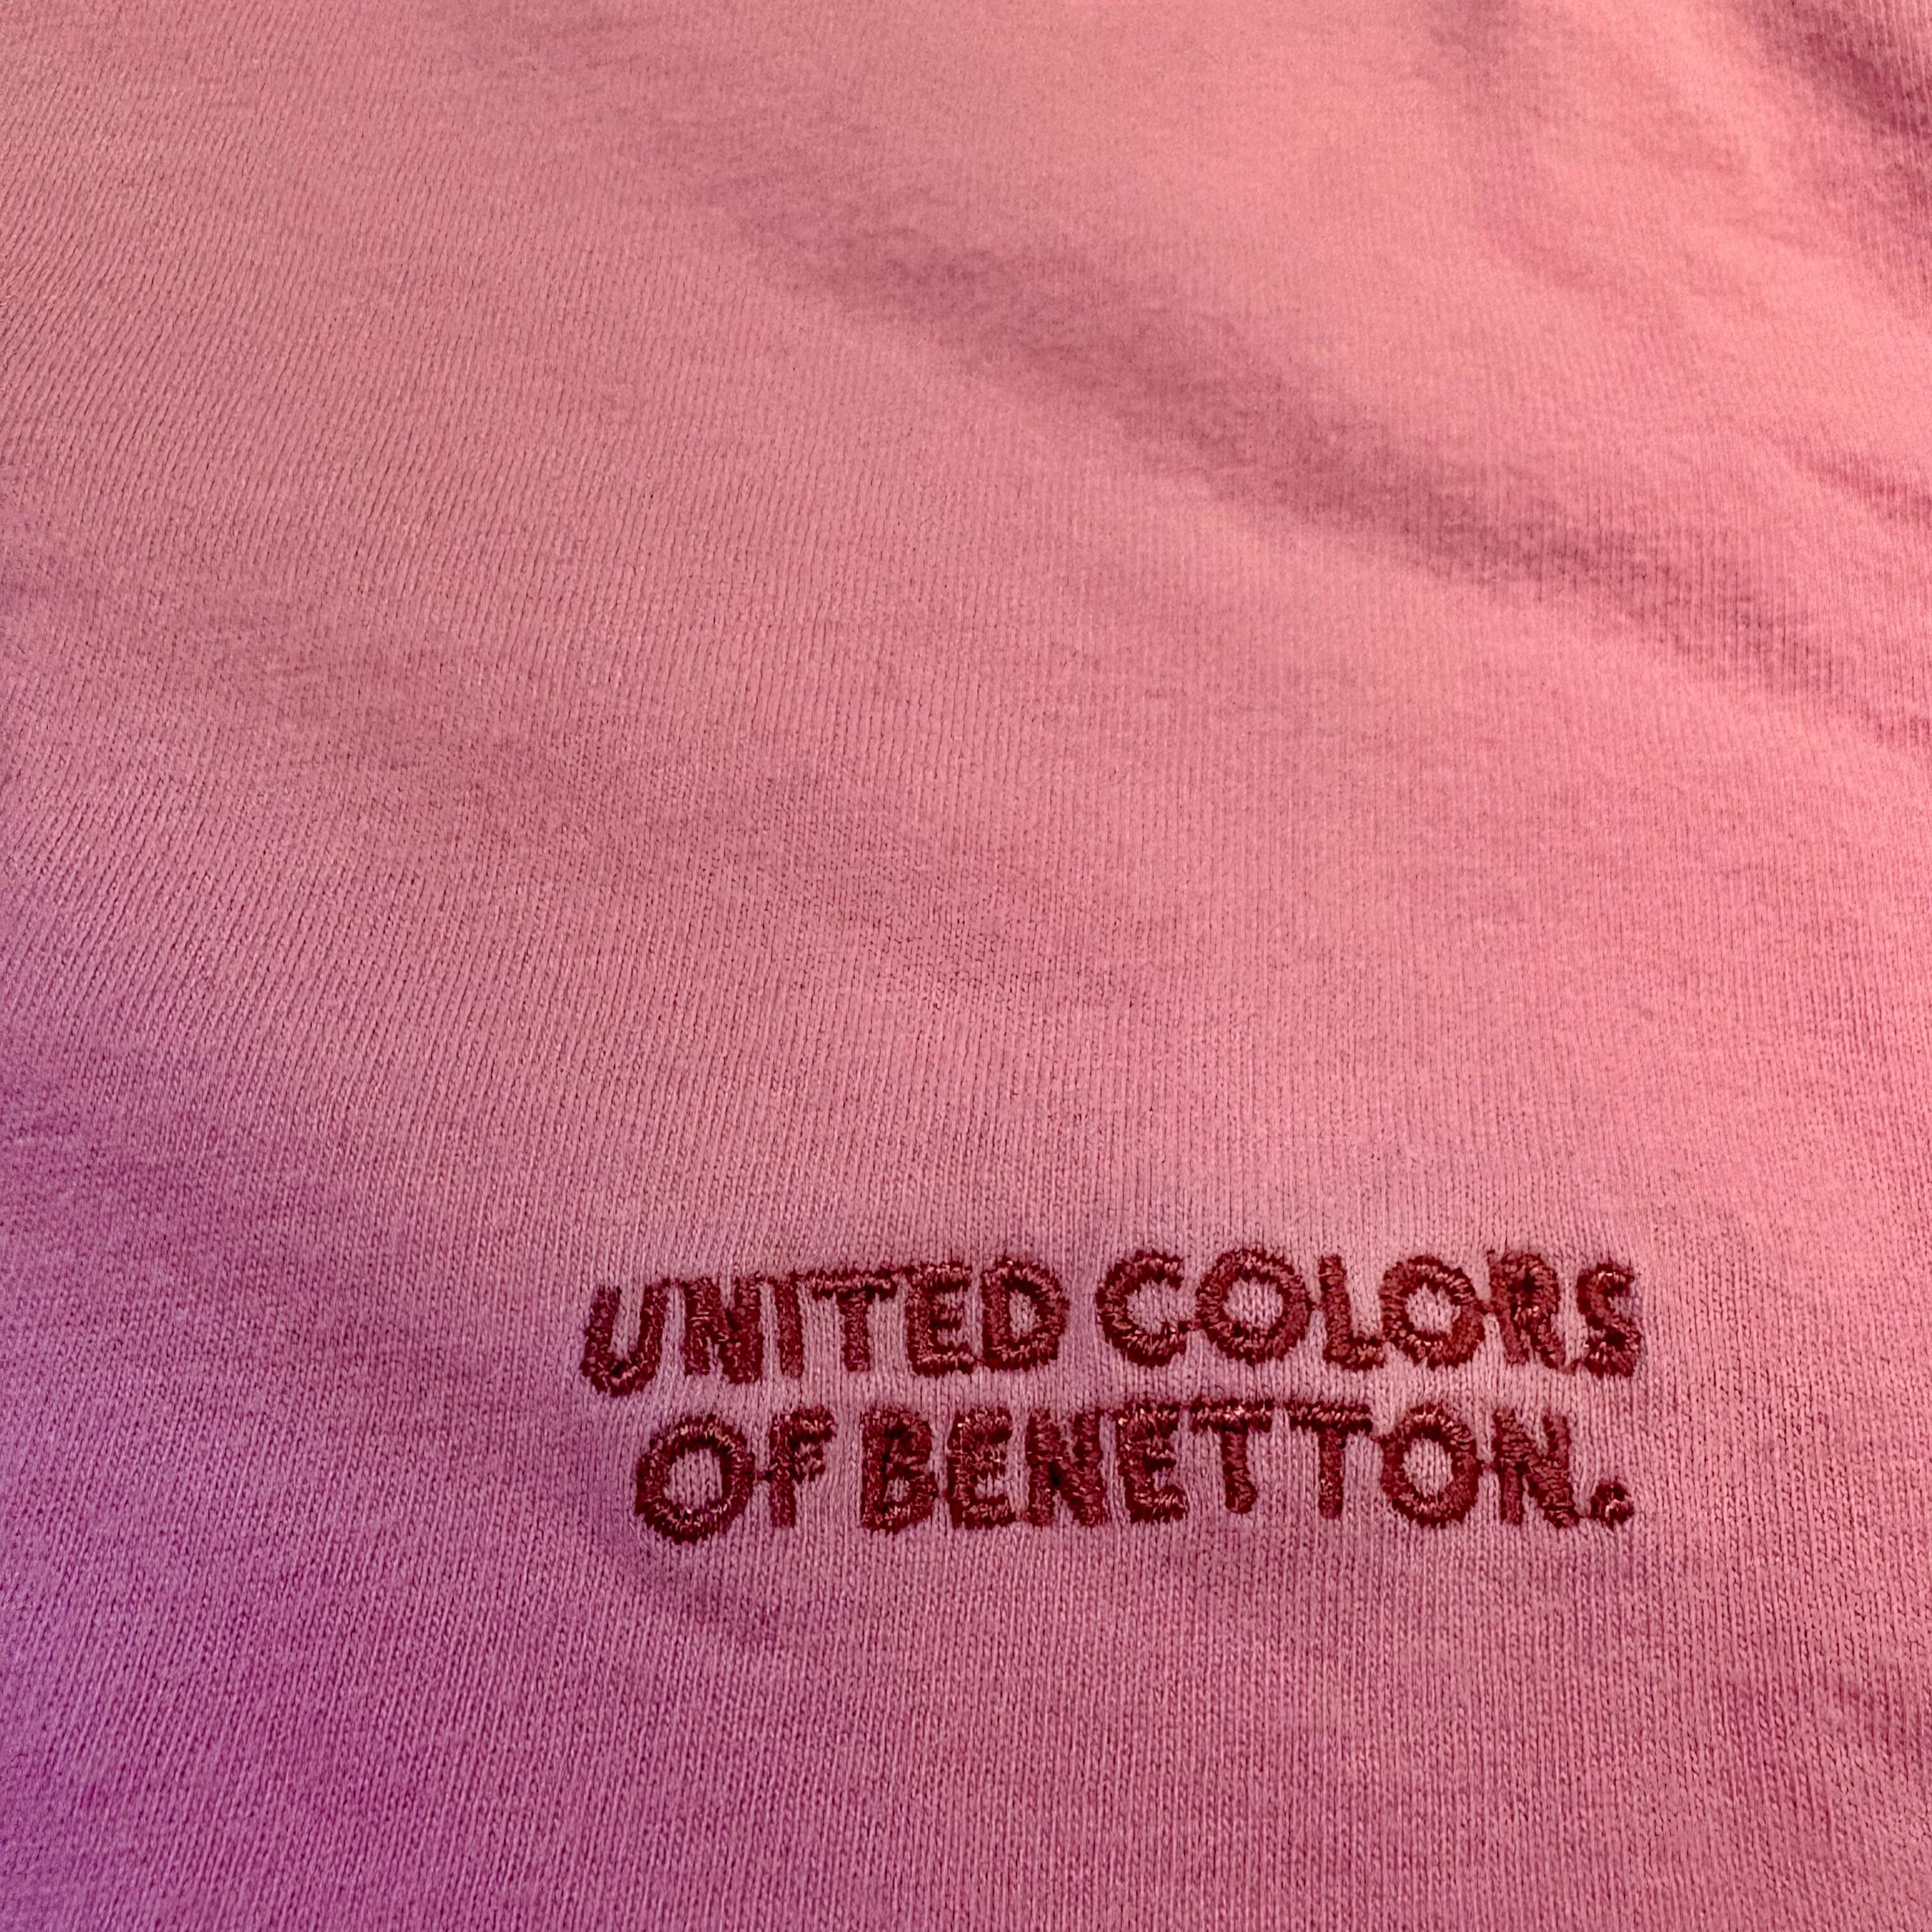 UNITED COLORS
OF BENETTON.